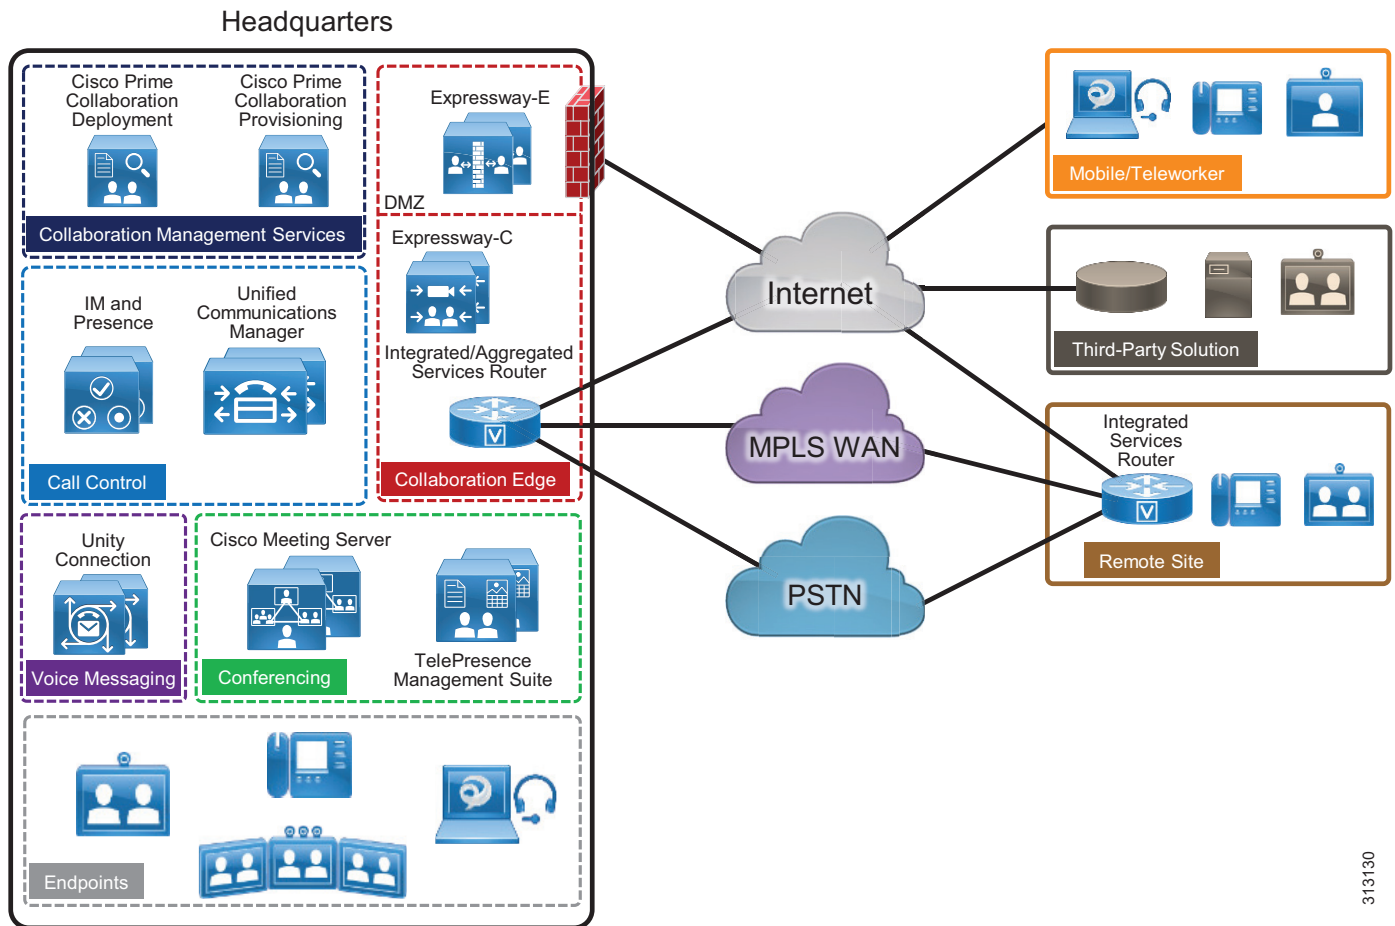 Headquarters
Cisco Prime
Collaboration
Deployment
Cisco Prime
Collaboration
Provisioning
Collaboration Management Services
Expressway-E
DMZ
Expressway-C
Integrated/Aggregated
Services Router
V
Collaboration Edge
IM and
Presence
Unified
Communications
Manager
Call Control
Unity
Connection
Voice Messaging
Cisco Meeting Server
Conferencing
TelePresence
Management Suite
Endpoints
Internet
MPLS WAN
PSTN
Mobile/Teleworker
Third-Party Solution
Integrated
Services
Router
V
Remote Site
313130